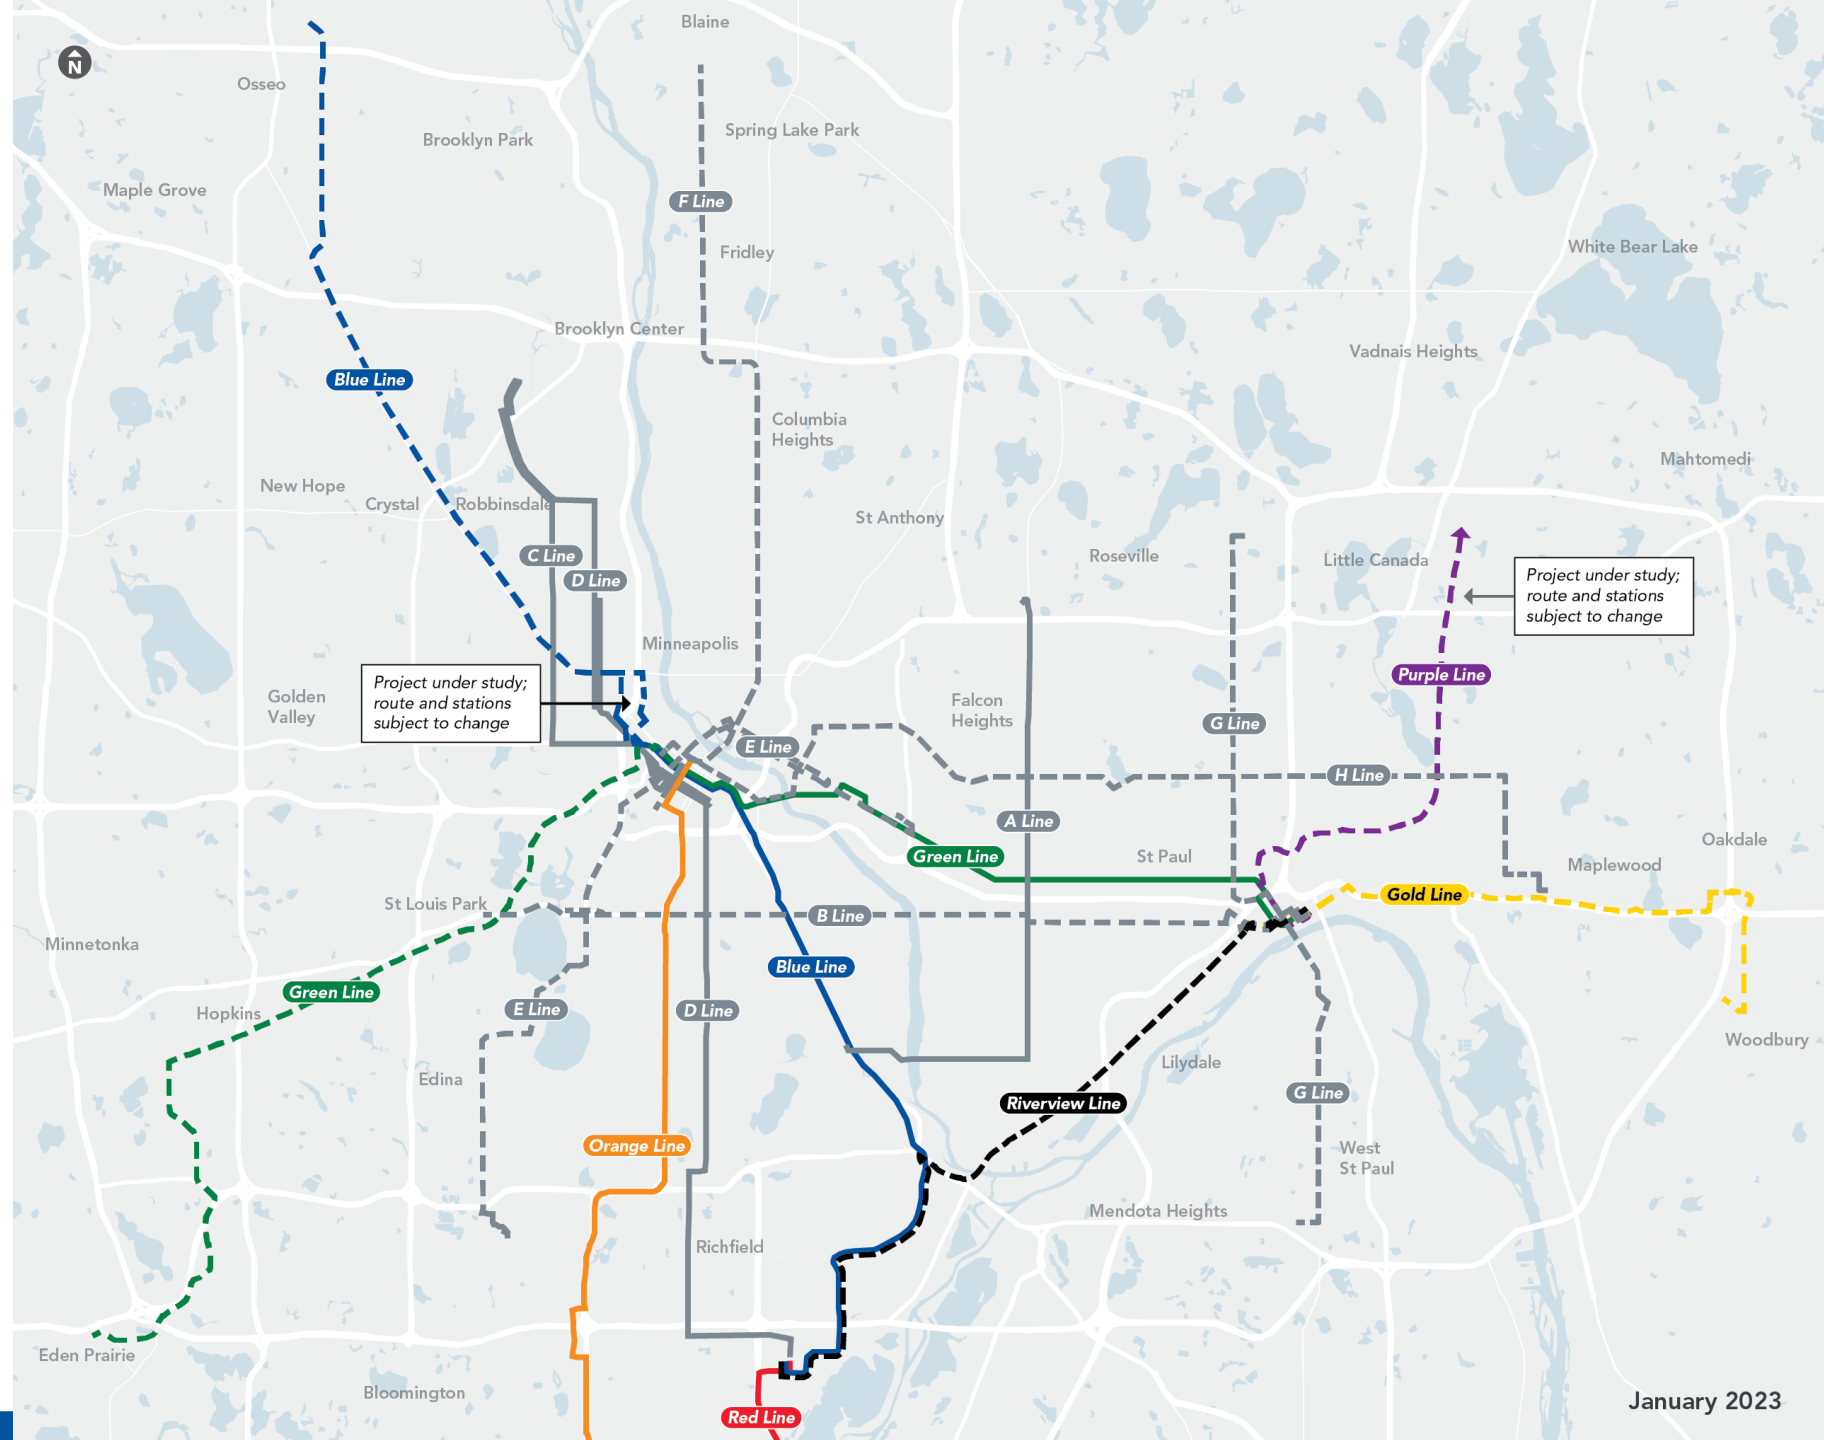 Blaine
N
Osseo
Spring Lake Park
Brooklyn Park
Maple Grove
F Line
White Bear Lake
Fridley
Brooklyn Center
Vadnais Heights
Blue Line
Columbia
Heights
Mahtomedi
New Hope
Crystal
Robbinsdale
St Anthony
C Line
Roseville
Little Canada
Project under study;
route and stations
subject to change
D Line
Minneapolis
Purple Line
Project under study;
route and stations
subject to change
Golden
Valley
Falcon
Heights
G Line
E Line
H Line
A Line
Oakdale
Green Line
St Paul
Maplewood
Gold Line
St Louis Park
B Line
Minnetonka
Blue Line
Green Line
Hopkins
E Line
D Line
Woodbury
Lilydale
Edina
Riverview Line
G Line
Orange Line
West
St Paul
Mendota Heights
Richfield
Eden Prairie
Bloomington
January 2023
Red Line